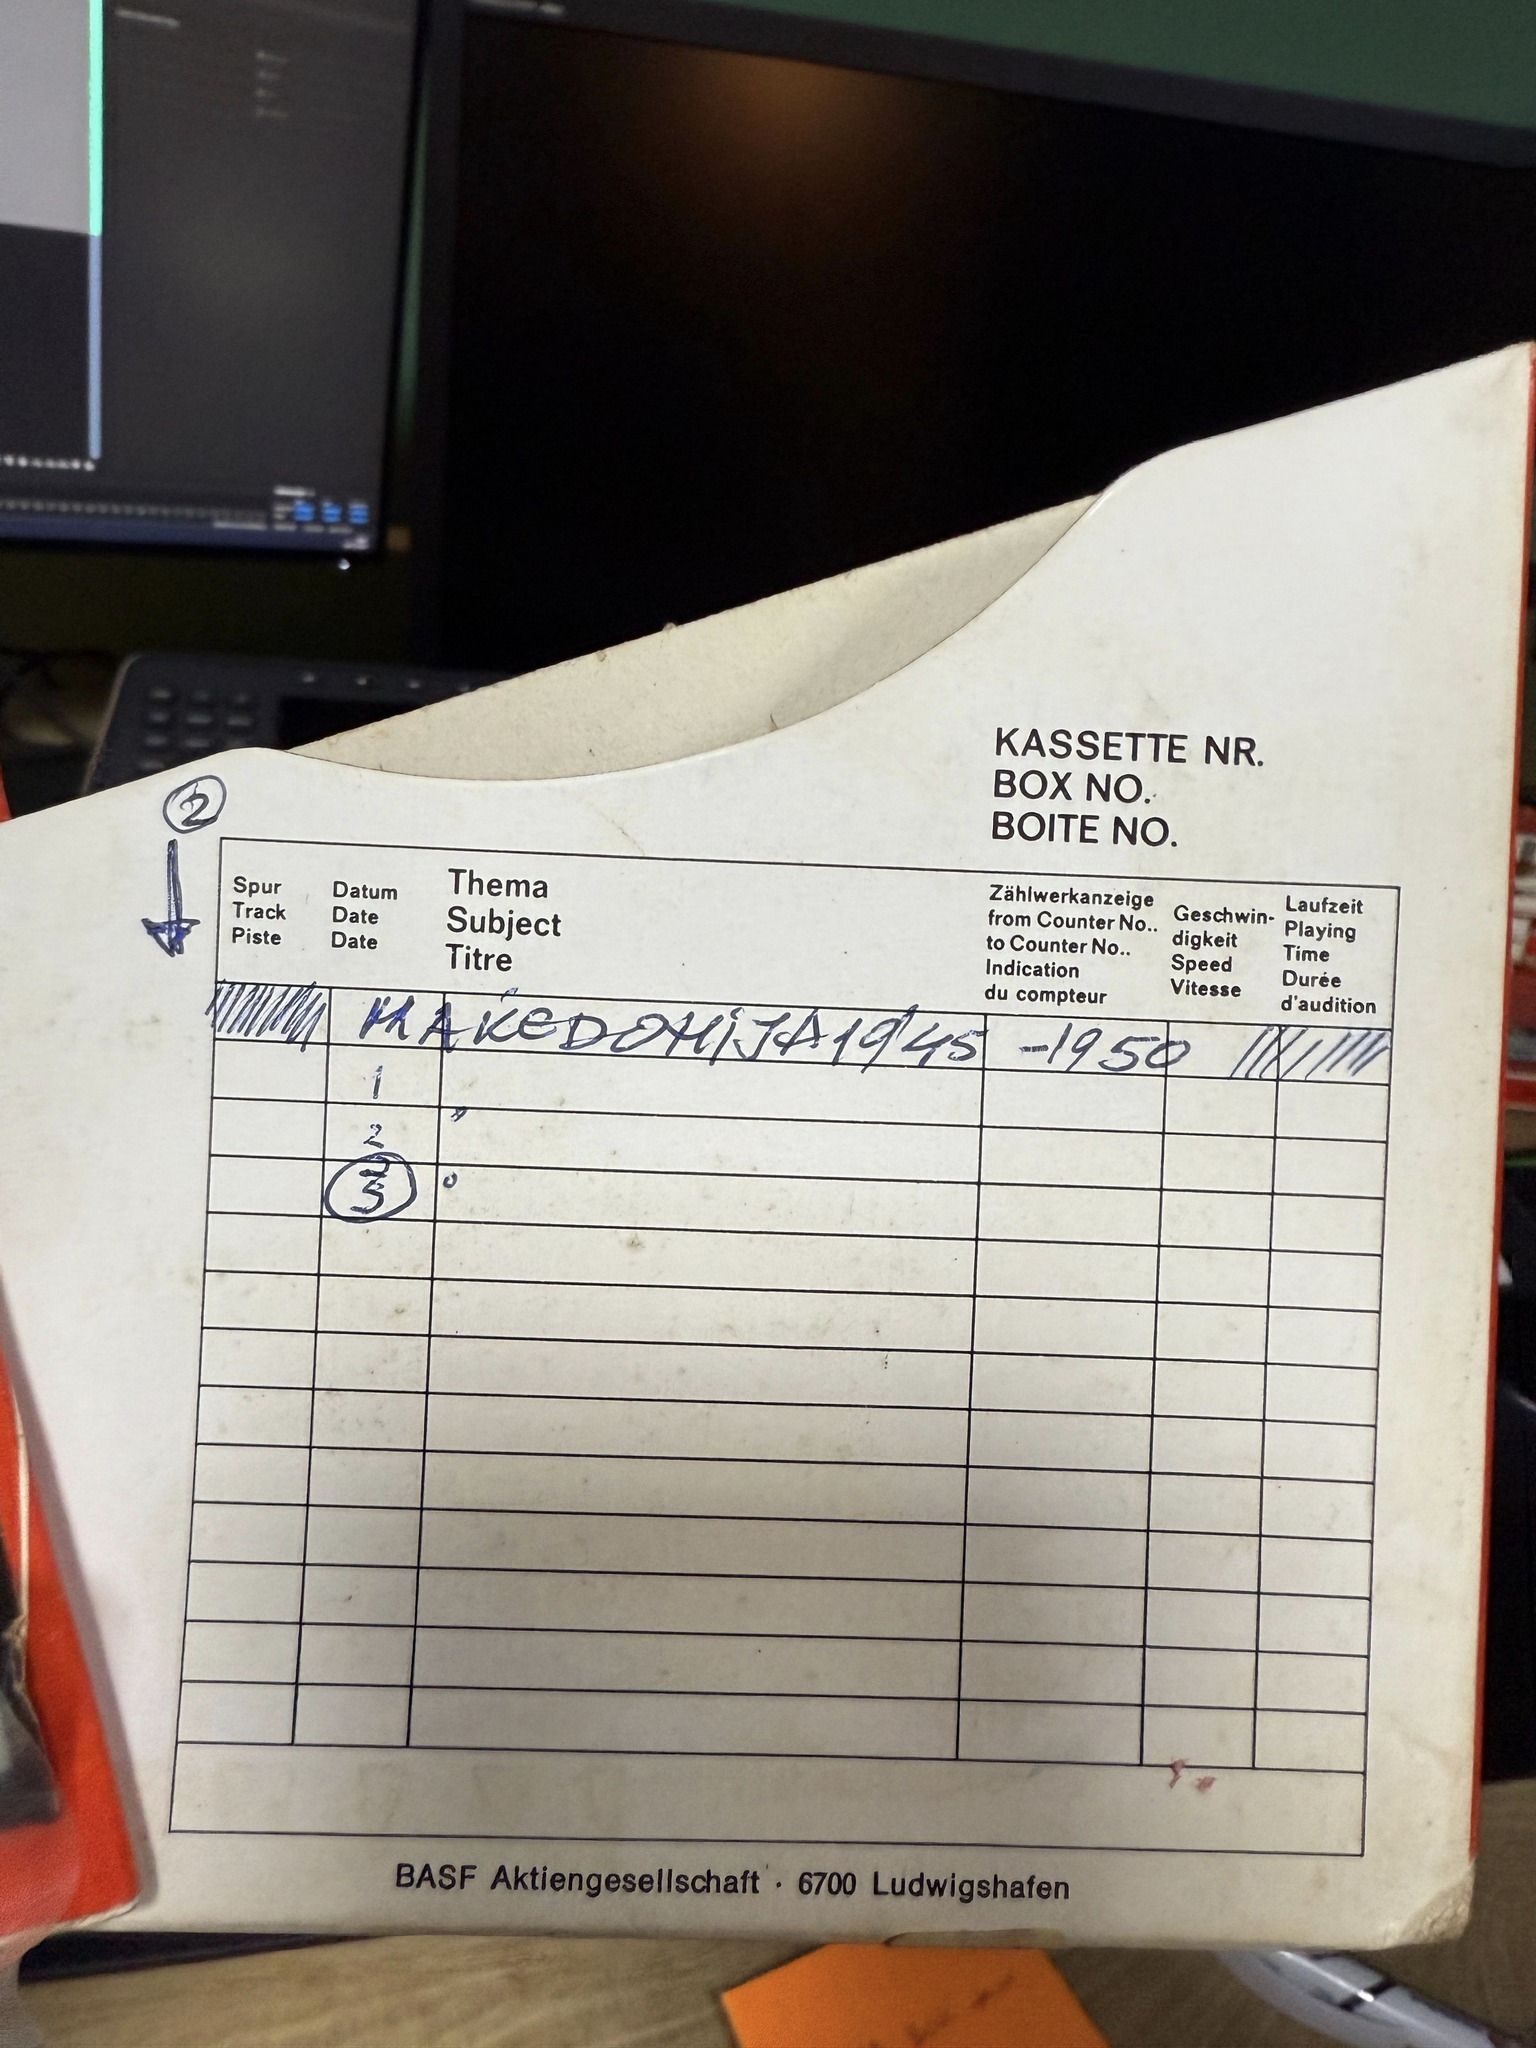 KASSETTE NR.
BOX NO.
BOITE NO.
2
Spur
Track
Piste
Datum
Date
Date
Thema
Subject
Titre
Zählwerkanzeige
from Counter No..
to Counter No..
Indication
du compteur
Geschwin-
digkeit
Speed
Vitesse
Laufzeit
Playing
Time
Durée
d'audition
MAKEDOHIJA 1945 -1950
1
2 "
3
BASF Aktiengesellschaft · 6700 Ludwigshafen